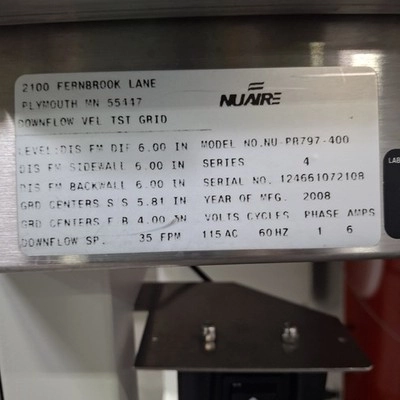 2100 FERNBROOK LANE
PLYMOUTH MN 55447
NUAIRE
DOWNFLOW VEL TST GRID
LEVEL:DIS FM DIF 6.00 IN MODEL NO.NU-PR797-400
DIS FM SIDEWALL 6.00 IN SERIES 4
DIS FM BACKWALL 6.00 IN SERIAL NO. 124661072108
GRD CENTERS S S 5.81 IN YEAR OF MFG. 2008
GRD CENTERS F B 4.00 IN VOLTS CYCLES PHASE AMPS
DOWNFLOW SP. 35 FPM 115 AC 60 HZ 1 6
LAB